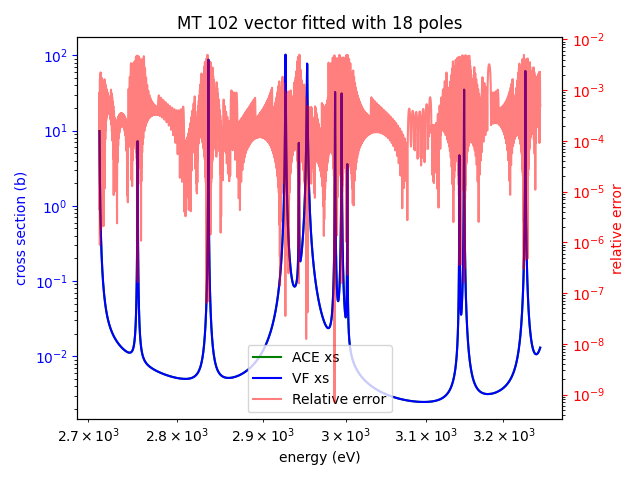 MT 102 vector fitted with 18 poles
cross section (b)
10²
10¹
10⁰
10⁻¹
10⁻²
10⁻²
10⁻³
10⁻⁴
10⁻⁵
10⁻⁶
10⁻⁷
10⁻⁸
10⁻⁹
relative error
ACE xs
VF xs
Relative error
2.7 × 10³ 2.8 × 10³ 2.9 × 10³ 3 × 10³ 3.1 × 10³ 3.2 × 10³
energy (eV)